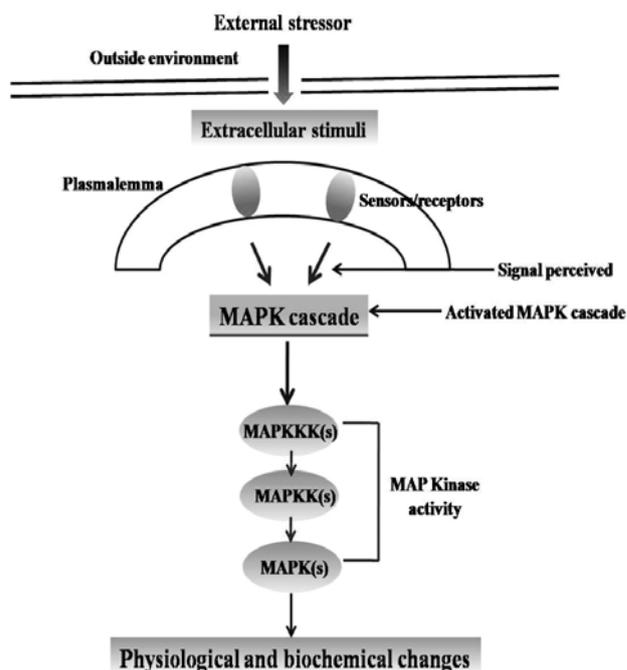 External stressor
Outside environment
Extracellular stimuli
Plasmalemma
Sensors/receptors
Signal perceived
MAPK cascade
Activated MAPK cascade
MAPKKK(s)
MAPKK(s)
MAP Kinase
activity
MAPK(s)
Physiological and biochemical changes